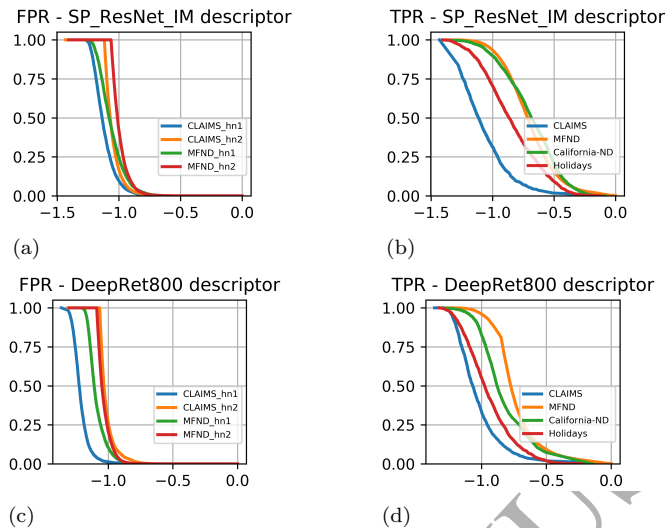 FPR - SP_ResNet_IM descriptor
1.00
0.75
0.50
0.25
0.00
−1.5
−1.0
−0.5
0.0
CLAIMS_hn1
CLAIMS_hn2
MFND_hn1
MFND_hn2
(a)
TPR - SP_ResNet_IM descriptor
1.00
0.75
0.50
0.25
0.00
−1.5
−1.0
−0.5
0.0
CLAIMS
MFND
California-ND
Holidays
(b)
FPR - DeepRet800 descriptor
1.00
0.75
0.50
0.25
0.00
−1.0
−0.5
0.0
CLAIMS_hn1
CLAIMS_hn2
MFND_hn1
MFND_hn2
(c)
TPR - DeepRet800 descriptor
1.00
0.75
0.50
0.25
0.00
−1.0
−0.5
0.0
CLAIMS
MFND
California-ND
Holidays
(d)